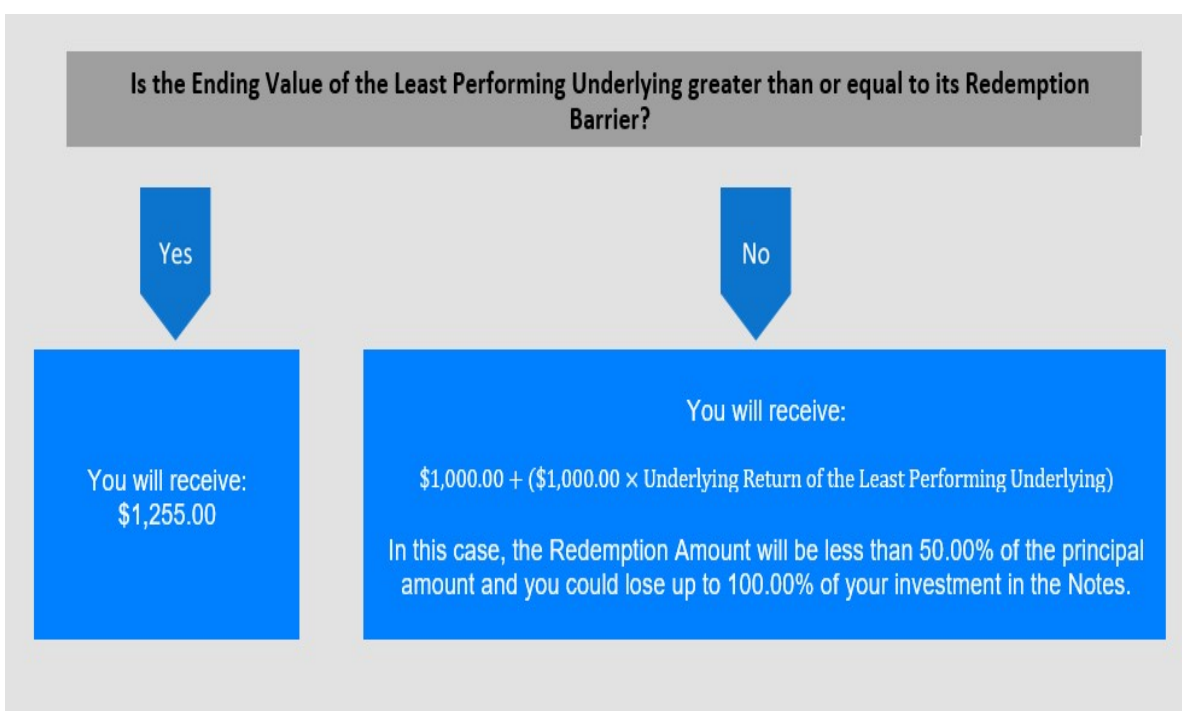 Is the Ending Value of the Least Performing Underlying greater than or equal to its Redemption
Barrier?
Yes
No
You will receive:
$1,255.00
You will receive:
$1,000.00 + ($1,000.00 × Underlying Return of the Least Performing Underlying)
In this case, the Redemption Amount will be less than 50.00% of the principal
amount and you could lose up to 100.00% of your investment in the Notes.